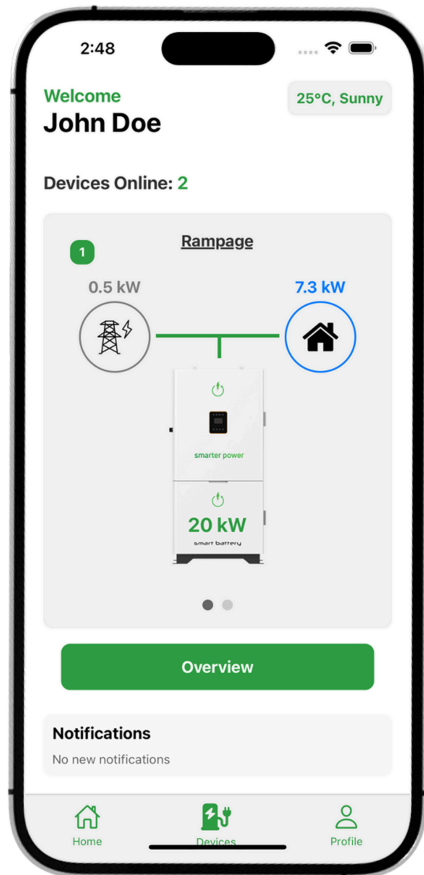 2:48
Welcome
John Doe
25°C, Sunny
Devices Online: 2
1
Rampage
0.5 kW
7.3 kW
smarter power
20 kW
smart battery
Overview
Notifications
No new notifications
Home
Devices
Profile